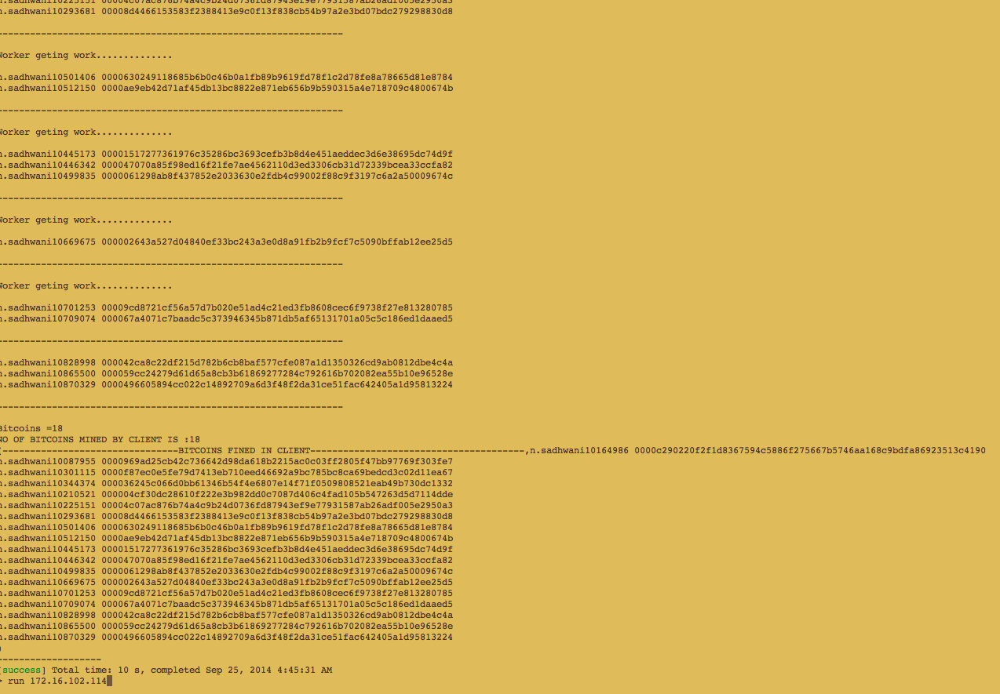 n.sadhwani10225151 00004c07ac876b74a4c9b24d0736fd87943ef9e77931587ab26adf005e2950a3
n.sadhwani10293681 00008d4466153583f2388413e9c0f13f838cb54b97a2e3bd07bdc279298830d8
--------------------------------------------------------------
Worker geting work..............
n.sadhwani10501406 0000630249118685b6b0c46b0a1fb89b9619fd78f1c2d78fe8a78665d81e8784
n.sadhwani10512150 0000ae9eb42d71af45db13bc8822e871eb656b9b590315a4e718709c4800674b
--------------------------------------------------------------
Worker geting work..............
n.sadhwani10445173 00001517277361976c35286bc3693cefb3b8d4e451aeddec3d6e38695dc74d9f
n.sadhwani10446342 000047070a85f98ed16f21fe7ae4562110d3ed3306cb31d72339bcea33ccfa82
n.sadhwani10499835 0000061298ab8f437852e2033630e2fdb4c99002f88c9f3197c6a2a50009674c
--------------------------------------------------------------
Worker geting work..............
n.sadhwani10669675 000002643a527d04840ef33bc243a3e0d8a91fb2b9fcf7c5090bffab12ee25d5
--------------------------------------------------------------
Worker geting work..............
n.sadhwani10701253 00009cd8721cf56a57d7b020e51ad4c21ed3fb8608cec6f9738f27e813280785
n.sadhwani10709074 000067a4071c7baadc5c373946345b871db5af65131701a05c5c186ed1daaed5
--------------------------------------------------------------
n.sadhwani10828998 000042ca8c22df215d782b6cb8baf577cfe087a1d1350326cd9ab0812dbe4c4a
n.sadhwani10865500 000059cc24279d61d65a8cb3b61869277284c792616b702082ea55b10e96528e
n.sadhwani10870329 0000496605894cc022c14892709a6d3f48f2da31ce51fac642405a1d95813224
--------------------------------------------------------------
Bitcoins =18
NO OF BITCOINS MINED BY CLIENT IS :18
[--------------------------------BITCOINS FINED IN CLIENT---------------------------------------,n.sadhwani10164986 0000c290220f2f1d8367594c5886f275667b5746aa168c9bdfa86923513c4190
n.sadhwani10087955 0000969ad25cb42c736642d98da618b2215ac0c03ff2805f47bb97769f303fe7
n.sadhwani10301115 0000f87ec0e5fe79d7413eb710eed46692a9bc785bc8ca69bedcd3c02d11ea67
n.sadhwani10344374 000036245c066d0bb61346b54f4e6807e14f71f0509808521eab49b730dc1332
n.sadhwani10210521 000004cf30dc28610f222e3b982dd0c7087d406c4fad105b547263d5d7114dde
n.sadhwani10225151 00004c07ac876b74a4c9b24d0736fd87943ef9e77931587ab26adf005e2950a3
n.sadhwani10293681 00008d4466153583f2388413e9c0f13f838cb54b97a2e3bd07bdc279298830d8
n.sadhwani10501406 0000630249118685b6b0c46b0a1fb89b9619fd78f1c2d78fe8a78665d81e8784
n.sadhwani10512150 0000ae9eb42d71af45db13bc8822e871eb656b9b590315a4e718709c4800674b
n.sadhwani10445173 00001517277361976c35286bc3693cefb3b8d4e451aeddec3d6e38695dc74d9f
n.sadhwani10446342 000047070a85f98ed16f21fe7ae4562110d3ed3306cb31d72339bcea33ccfa82
n.sadhwani10499835 0000061298ab8f437852e2033630e2fdb4c99002f88c9f3197c6a2a50009674c
n.sadhwani10669675 000002643a527d04840ef33bc243a3e0d8a91fb2b9fcf7c5090bffab12ee25d5
n.sadhwani10701253 00009cd8721cf56a57d7b020e51ad4c21ed3fb8608cec6f9738f27e813280785
n.sadhwani10709074 000067a4071c7baadc5c373946345b871db5af65131701a05c5c186ed1daaed5
n.sadhwani10828998 000042ca8c22df215d782b6cb8baf577cfe087a1d1350326cd9ab0812dbe4c4a
n.sadhwani10865500 000059cc24279d61d65a8cb3b61869277284c792616b702082ea55b10e96528e
n.sadhwani10870329 0000496605894cc022c14892709a6d3f48f2da31ce51fac642405a1d95813224
)
-------------------
[success] Total time: 10 s, completed Sep 25, 2014 4:45:31 AM
> run 172.16.102.114